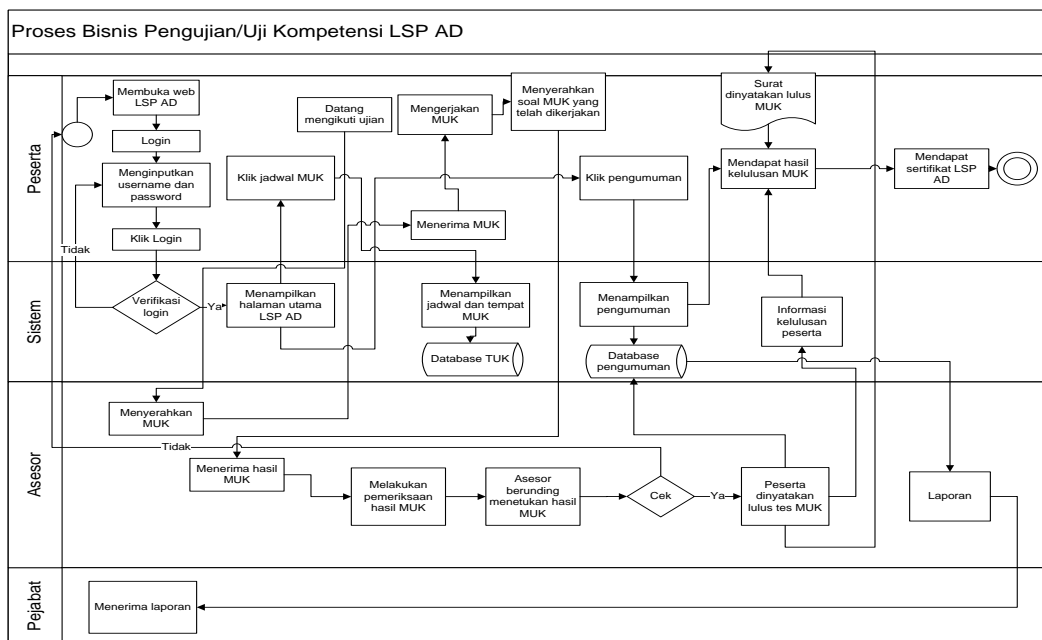 Proses Bisnis Pengujian/Uji Kompetensi LSP AD
Peserta
Membuka web
LSP AD
Login
Menginputkan
username dan
password
Klik Login
Tidak
Datang
mengikuti ujian
Klik jadwal MUK
Mengerjakan
MUK
Menerima MUK
Menyerahkan
soal MUK yang
telah dikerjakan
Klik pengumuman
Surat
dinyatakan lulus
MUK
Mendapat hasil
kelulusan MUK
Mendapat
sertifikat LSP
AD
Sistem
Verifikasi
login
Ya
Menampilkan
halaman utama
LSP AD
Menampilkan
jadwal dan tempat
MUK
Database TUK
Menampilkan
pengumuman
Database
pengumuman
Informasi
kelulusan
peserta
Asesor
Menyerahkan
MUK
Tidak
Menerima hasil
MUK
Melakukan
pemeriksaan
hasil MUK
Asesor
berunding
menetukan hasil
MUK
Cek
Ya
Peserta
dinyatakan
lulus tes MUK
Laporan
Pejabat
Menerima laporan